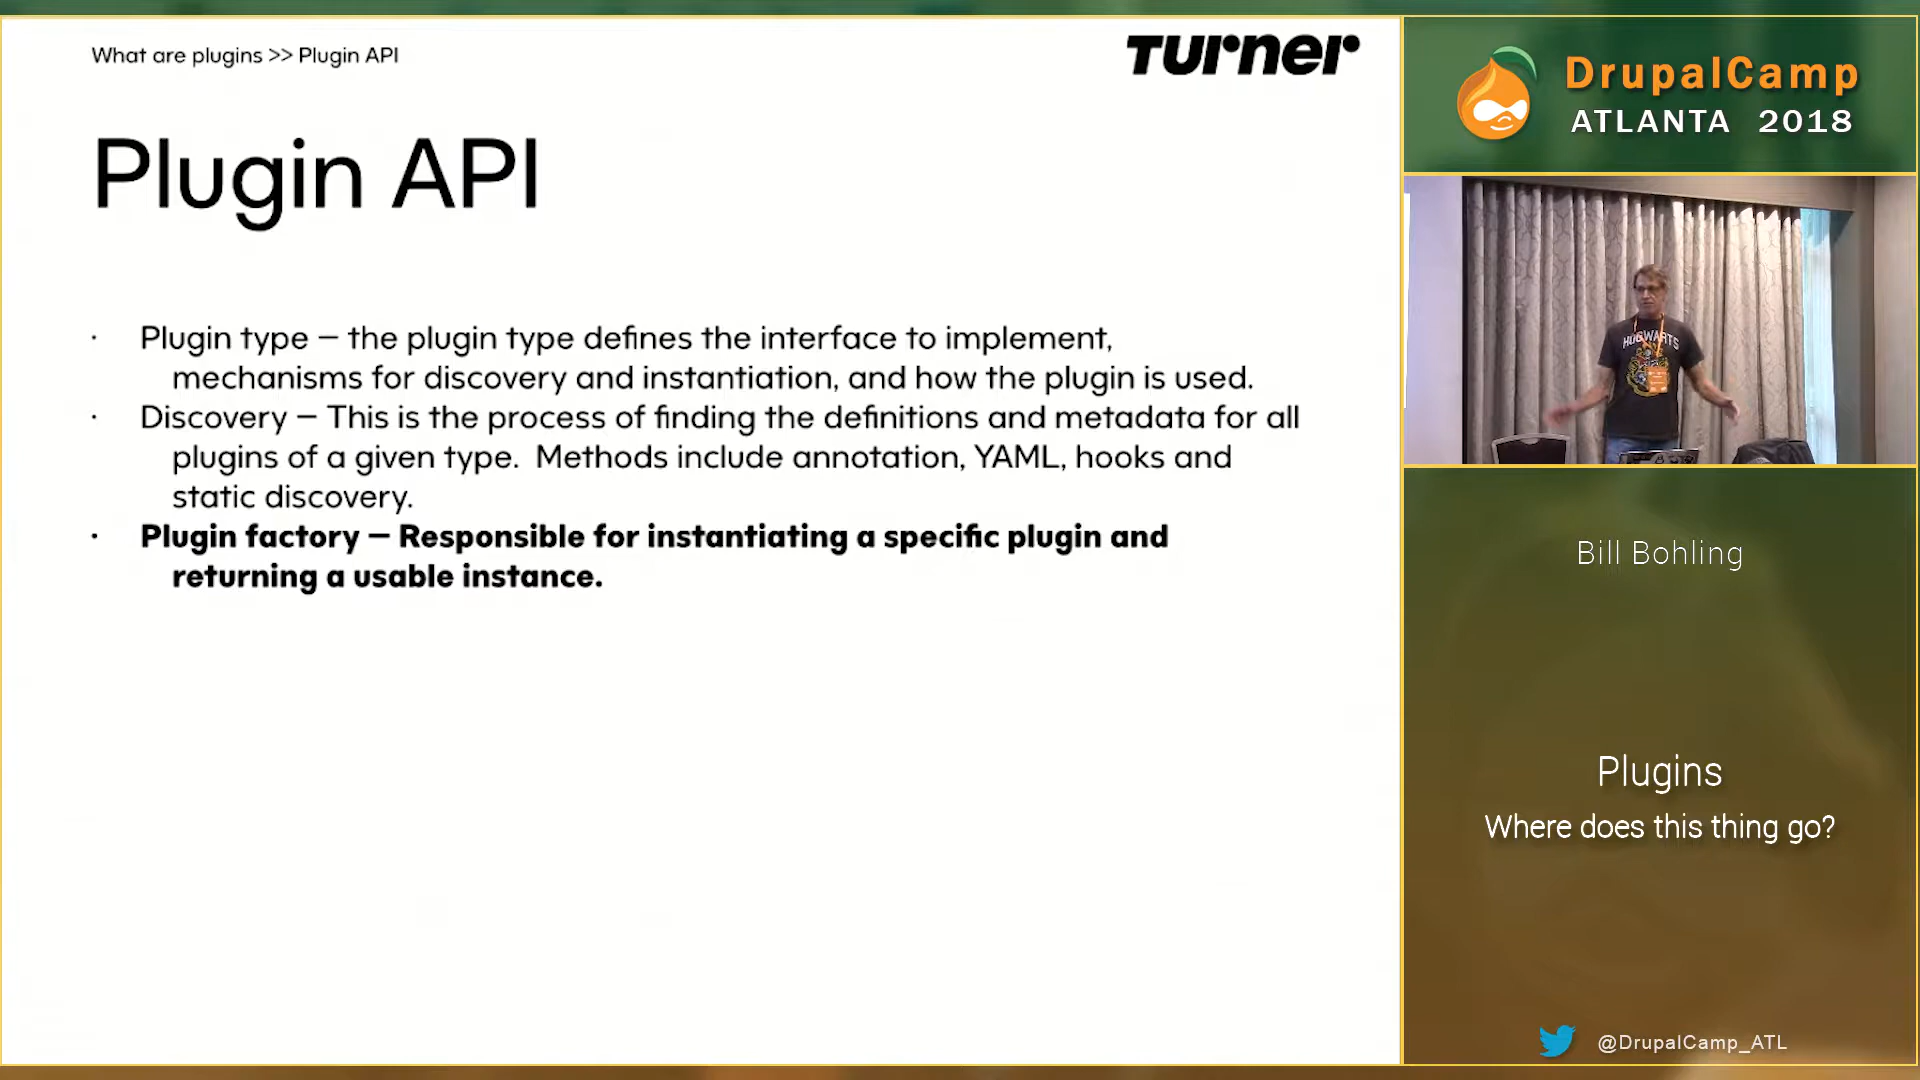 What are plugins >> Plugin API
Turner
Plugin API
· Plugin type – the plugin type defines the interface to implement,
mechanisms for discovery and instantiation, and how the plugin is used.
· Discovery – This is the process of finding the definitions and metadata for all
plugins of a given type.  Methods include annotation, YAML, hooks and
static discovery.
· Plugin factory – Responsible for instantiating a specific plugin and
returning a usable instance.
DrupalCamp
ATLANTA 2018
HOGWARTS
Bill Bohling
Plugins
Where does this thing go?
@DrupalCamp_ATL